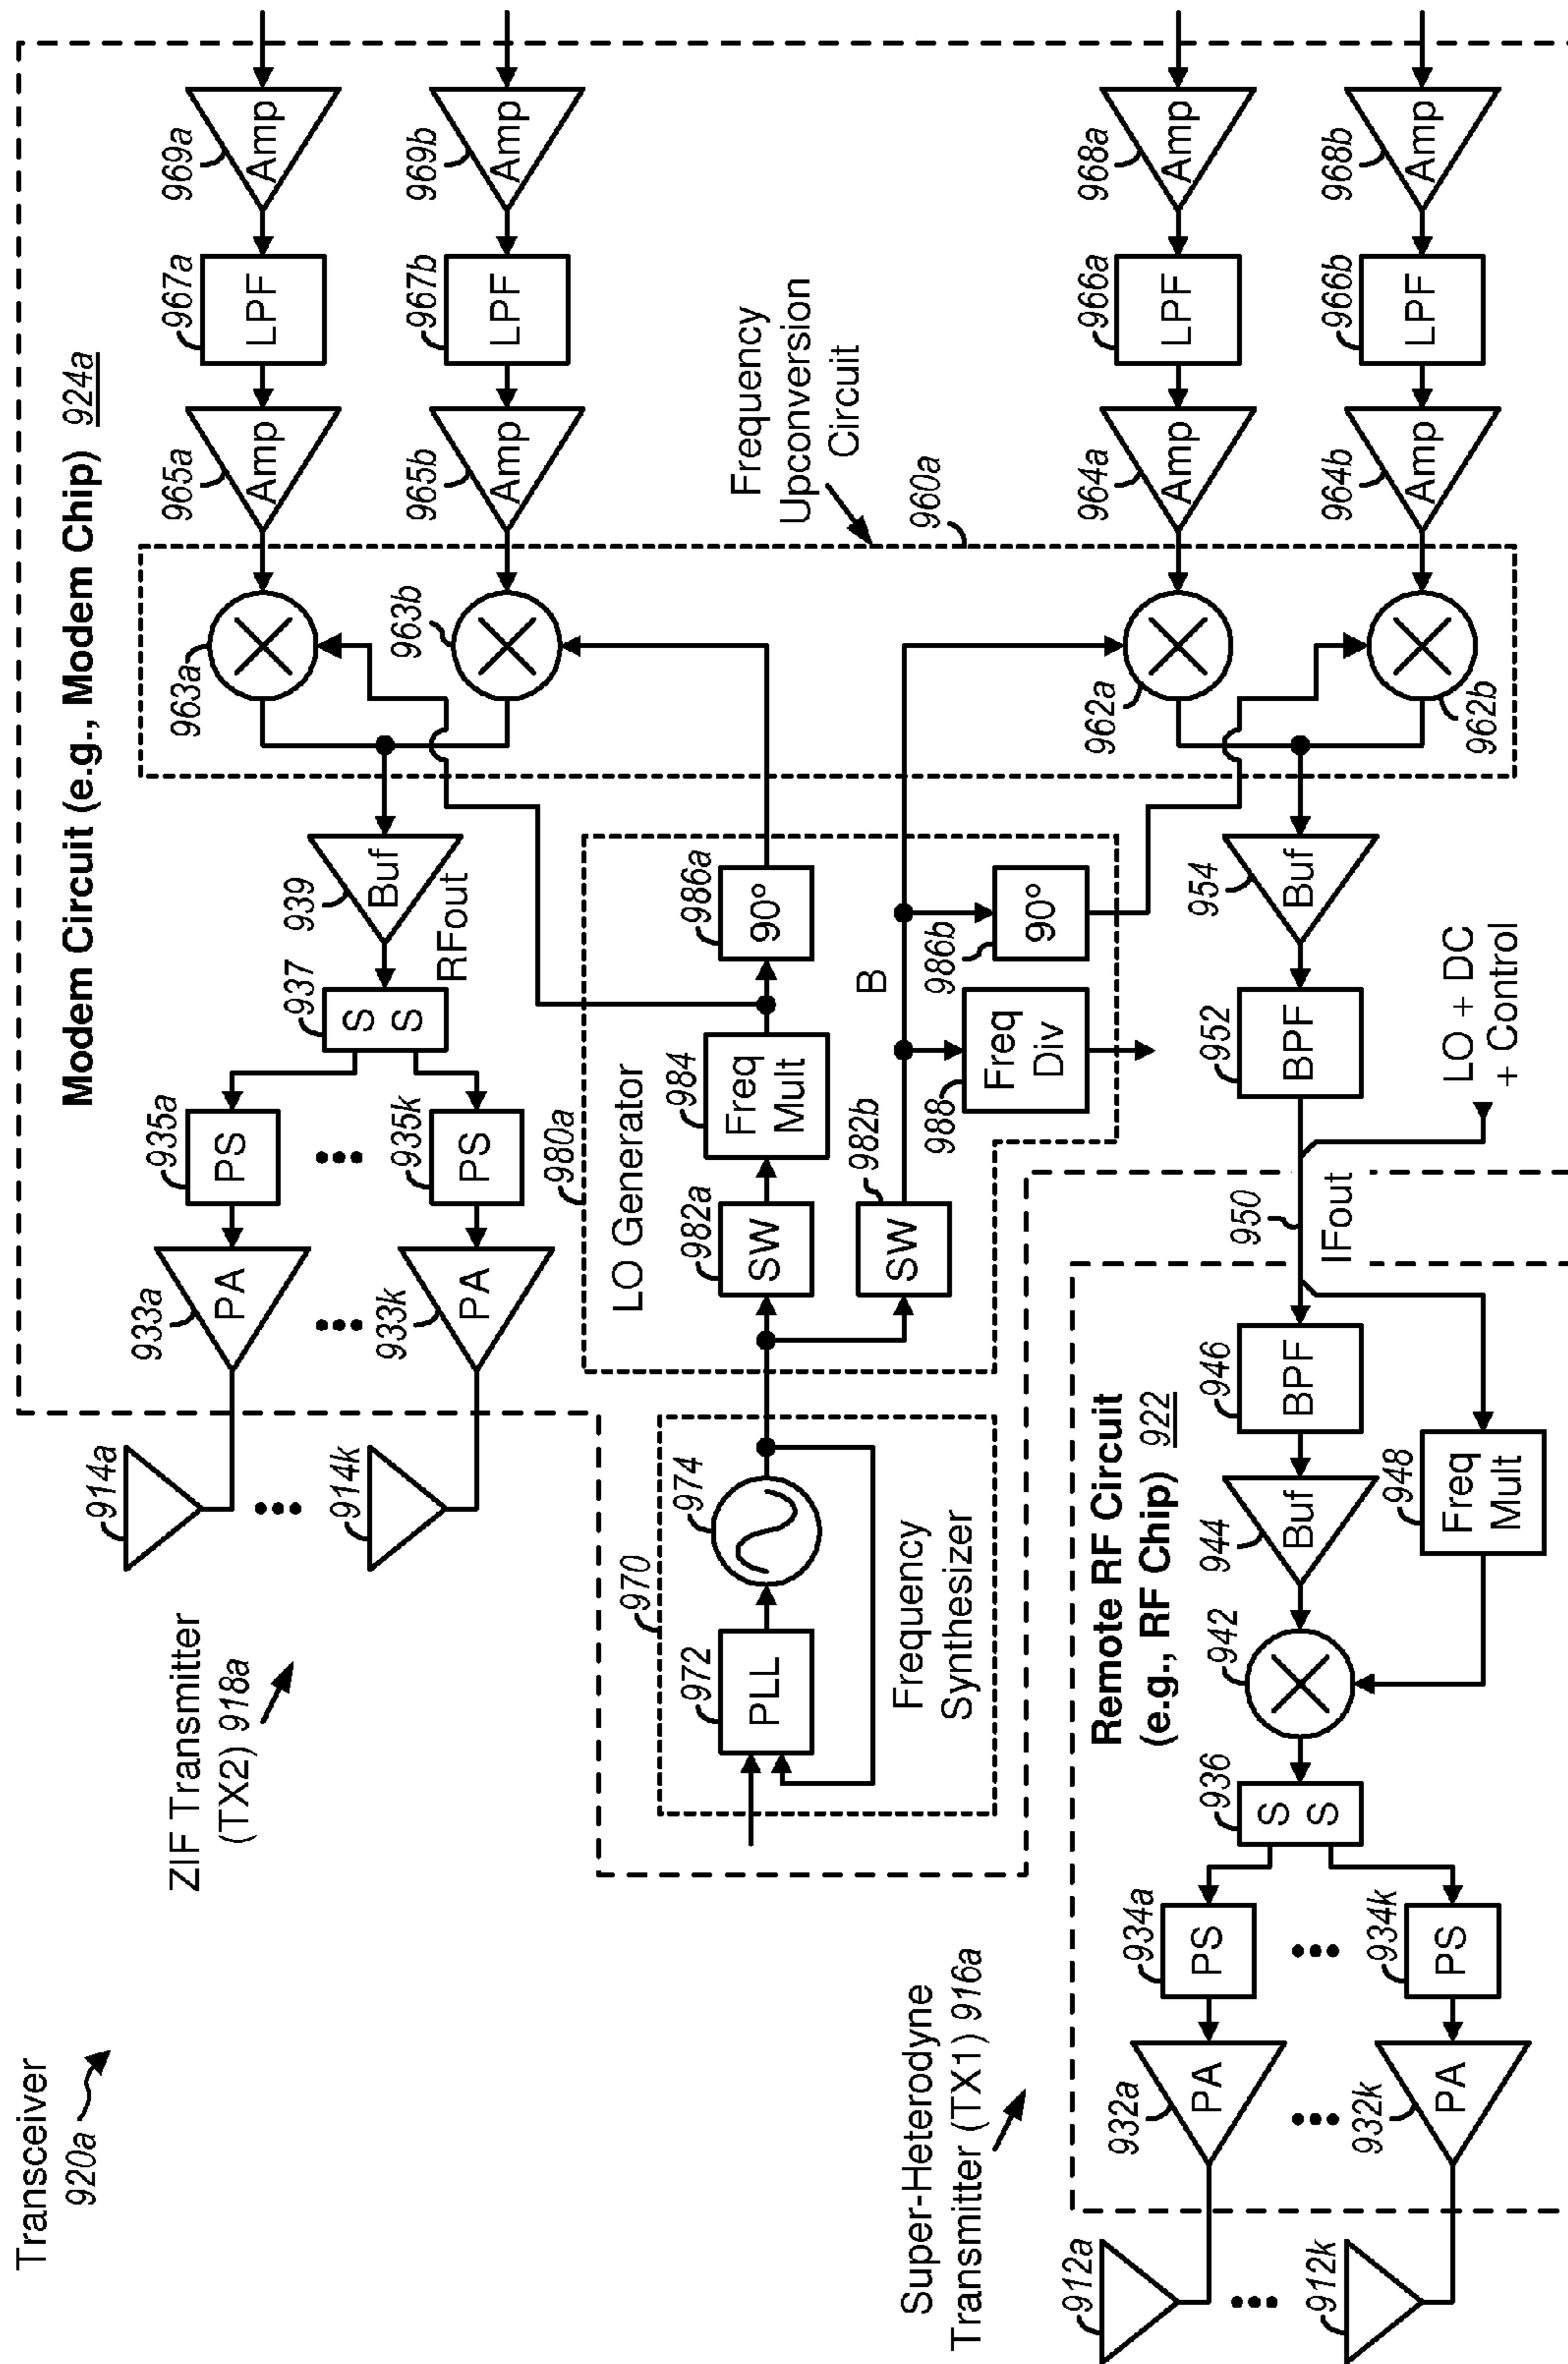 Transceiver
920a
ZIF Transmitter
(TX2) 918a
Super-Heterodyne
Transmitter (TX1) 916a
Modem Circuit (e.g., Modem Chip) 924a
914a
914k
933a
PA
933k
PA
935a
PS
935k
PS
937
S
S
939
Buf
RFout
963a
963b
965a
Amp
965b
Amp
967a
LPF
967b
LPF
969a
Amp
969b
Amp
970
972
PLL
974
Frequency
Synthesizer
980a
LO Generator
982a
SW
982b
SW
984
Freq
Mult
986a
90°
B
986b
90°
988
Freq
Div
Frequency
Upconversion
Circuit
960a
962a
962b
964a
Amp
964b
Amp
966a
LPF
966b
LPF
968a
Amp
968b
Amp
Remote RF Circuit
(e.g., RF Chip) 922
912a
912k
932a
PA
932k
PA
934a
PS
934k
PS
936
S
S
942
944
Buf
946
BPF
948
Freq
Mult
950
IFout
952
BPF
954
Buf
LO + DC
+ Control